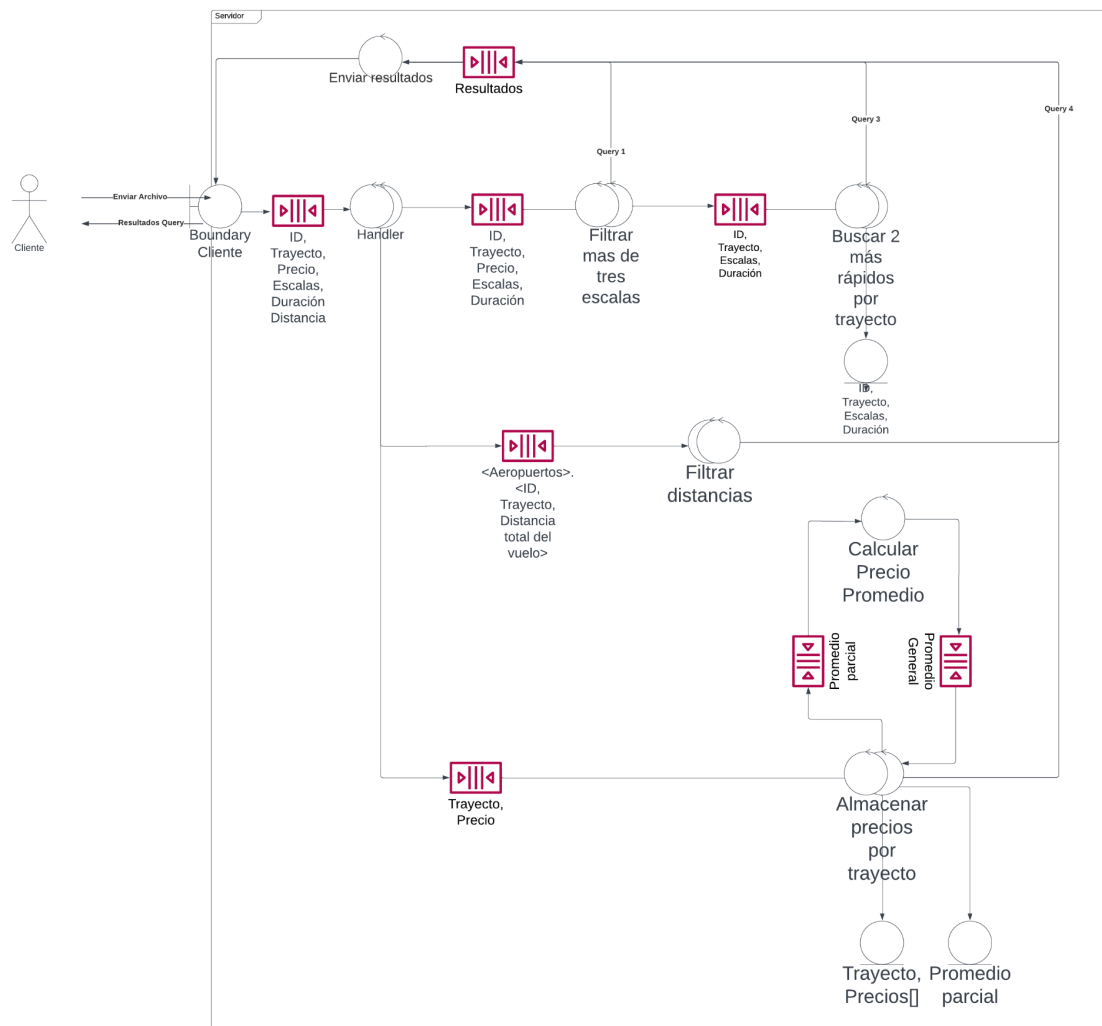 Servidor
Enviar resultados
Resultados
Query 4
Query 3
Query 1
Enviar Archivo
Resultados Query
Cliente
Boundary
Cliente
ID,
Trayecto,
Precio,
Escalas,
Duración
Distancia
Handler
ID,
Trayecto,
Precio,
Escalas,
Duración
Filtrar
mas de
tres
escalas
ID,
Trayecto,
Escalas,
Duración
Buscar 2
más
rápidos
por
trayecto
ID,
Trayecto,
Escalas,
Duración
<Aeropuertos>.
<ID,
Trayecto,
Distancia
total del
vuelo>
Filtrar
distancias
Calcular
Precio
Promedio
Promedio
parcial
Promedio
General
Trayecto,
Precio
Almacenar
precios
por
trayecto
Trayecto,
Precios[]
Promedio
parcial